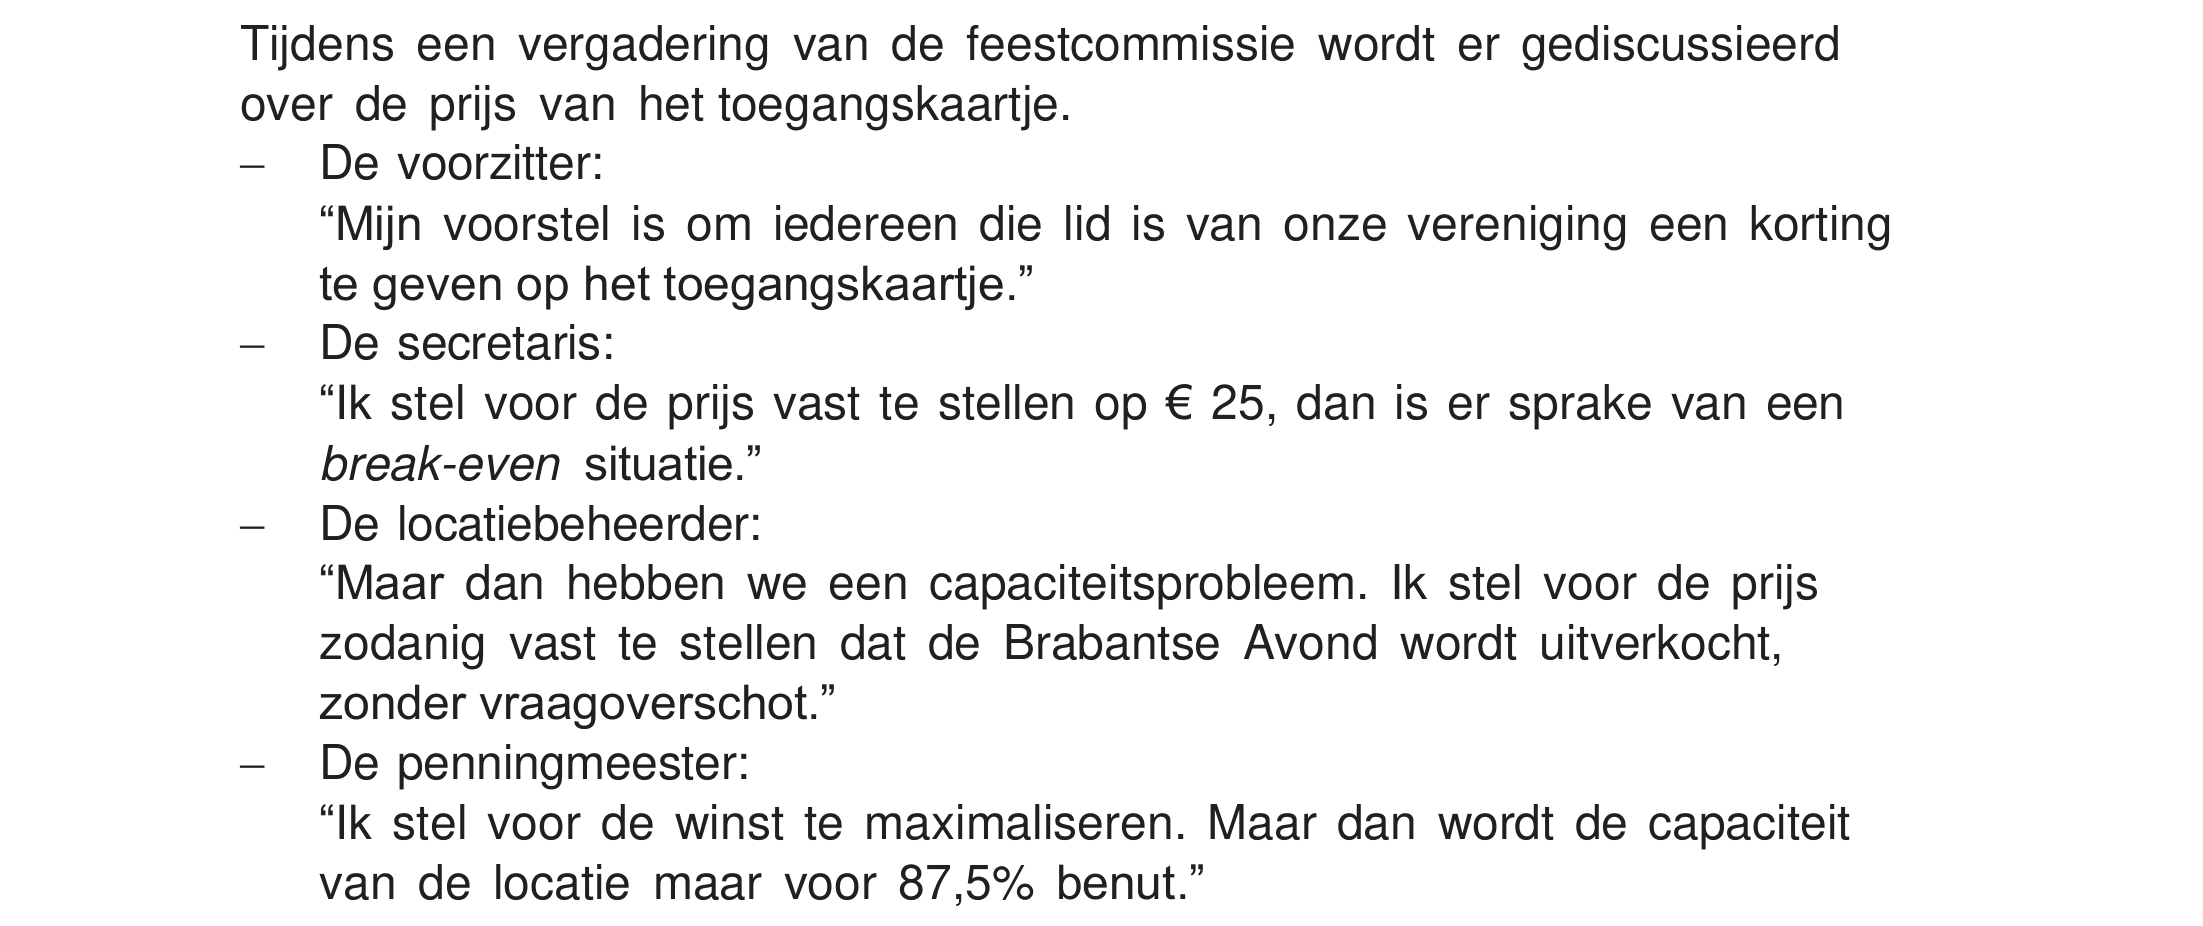 Tijdens een vergadering van de feestcommissie wordt er gediscussieerd
over de prijs van het toegangskaartje.
– De voorzitter:
“Mijn voorstel is om iedereen die lid is van onze vereniging een korting
te geven op het toegangskaartje.”
– De secretaris:
“Ik stel voor de prijs vast te stellen op € 25, dan is er sprake van een
break-even situatie.”
– De locatiebeheerder:
“Maar dan hebben we een capaciteitsprobleem. Ik stel voor de prijs
zodanig vast te stellen dat de Brabantse Avond wordt uitverkocht,
zonder vraagoverschot.”
– De penningmeester:
“Ik stel voor de winst te maximaliseren. Maar dan wordt de capaciteit
van de locatie maar voor 87,5% benut.”